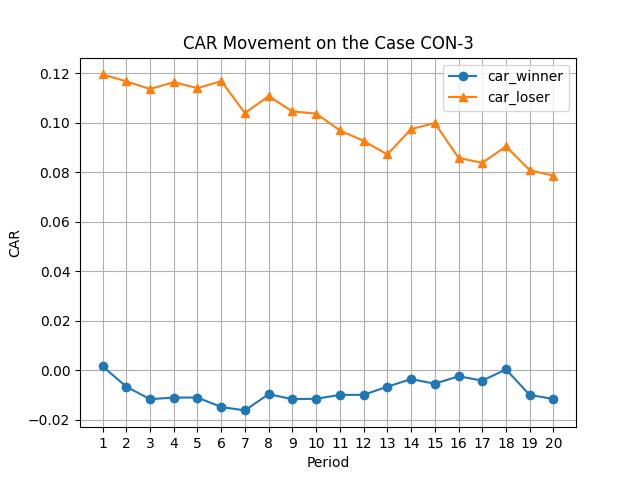 CAR Movement on the Case CON-3
car_winner
car_loser
0.12
0.10
0.08
0.06
0.04
0.02
0.00
−0.02
CAR
1 2 3 4 5 6 7 8 9 10 11 12 13 14 15 16 17 18 19 20
Period